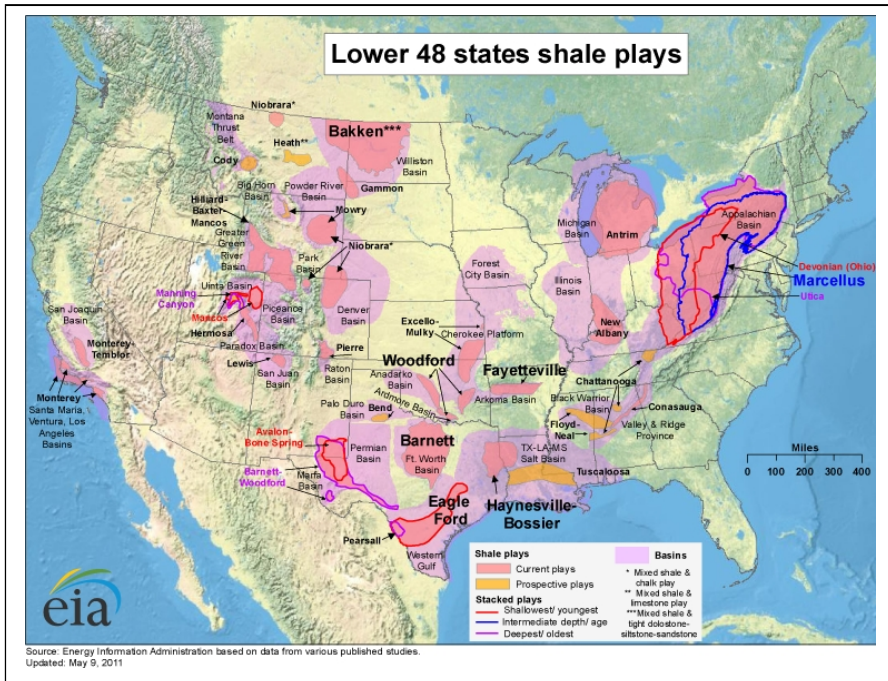 Lower 48 states shale plays
Niobrara*
Montana
Thrust
Belt
Heath**
Bakken***
Cody
Williston
Basin
Big Horn
Basin
Powder River
Basin
Gammon
Hilliard-
Baxter-
Mancos
Mowry
Greater
Green
River
Basin
Niobrara*
Park
Basin
Michigan
Basin
Antrim
Appalachian
Basin
Devonian (Ohio)
Marcellus
Utica
Forest
City Basin
Illinois
Basin
Uinta Basin
Manning
Canyon
Mancos
Piceance
Basin
Denver
Basin
San Joaquin
Basin
Hermosa
Paradox Basin
Monterey-
Temblor
Excello-
Mulky
Cherokee Platform
New
Albany
Pierre
Lewis
San Juan
Basin
Raton
Basin
Woodford
Anadarko
Basin
Fayetteville
Arkoma Basin
Chattanooga
Monterey
Santa Maria,
Ventura, Los
Angeles
Basins
Palo Duro
Basin
Bend
Ardmore Basin
Black Warrior
Basin
Conasauga
Floyd-
Neal
Valley & Ridge
Province
Avalon-
Bone Spring
Permian
Basin
Barnett
Ft. Worth
Basin
TX-LA-MS
Salt Basin
Tuscaloosa
Barnett-
Woodford
Marfa
Basin
Eagle
Ford
Haynesville-
Bossier
Pearsall
Western
Gulf
Miles
0 100 200 300 400
Shale plays
Current plays
Prospective plays
Stacked plays
Shallowest/ youngest
Intermediate depth/ age
Deepest/ oldest
Basins
* Mixed shale &
chalk play
** Mixed shale &
limestone play
***Mixed shale &
tight dolostone-
siltstone-sandstone
eia
Source: Energy Information Administration based on data from various published studies.
Updated: May 9, 2011